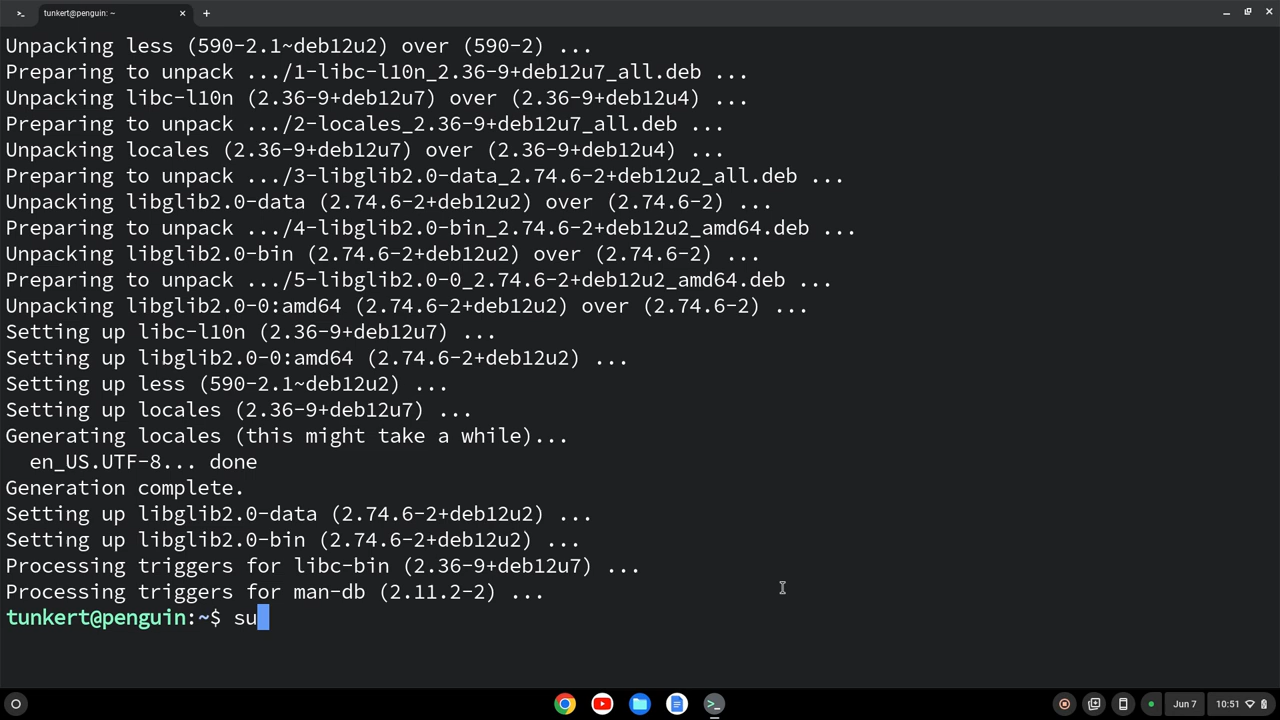 tunkert@penguin: ~
Unpacking less (590-2.1~deb12u2) over (590-2) ...
Preparing to unpack .../1-libc-l10n_2.36-9+deb12u7_all.deb ...
Unpacking libc-l10n (2.36-9+deb12u7) over (2.36-9+deb12u4) ...
Preparing to unpack .../2-locales_2.36-9+deb12u7_all.deb ...
Unpacking locales (2.36-9+deb12u7) over (2.36-9+deb12u4) ...
Preparing to unpack .../3-libglib2.0-data_2.74.6-2+deb12u2_all.deb ...
Unpacking libglib2.0-data (2.74.6-2+deb12u2) over (2.74.6-2) ...
Preparing to unpack .../4-libglib2.0-bin_2.74.6-2+deb12u2_amd64.deb ...
Unpacking libglib2.0-bin (2.74.6-2+deb12u2) over (2.74.6-2) ...
Preparing to unpack .../5-libglib2.0-0_2.74.6-2+deb12u2_amd64.deb ...
Unpacking libglib2.0-0:amd64 (2.74.6-2+deb12u2) over (2.74.6-2) ...
Setting up libc-l10n (2.36-9+deb12u7) ...
Setting up libglib2.0-0:amd64 (2.74.6-2+deb12u2) ...
Setting up less (590-2.1~deb12u2) ...
Setting up locales (2.36-9+deb12u7) ...
Generating locales (this might take a while)...
  en_US.UTF-8... done
Generation complete.
Setting up libglib2.0-data (2.74.6-2+deb12u2) ...
Setting up libglib2.0-bin (2.74.6-2+deb12u2) ...
Processing triggers for libc-bin (2.36-9+deb12u7) ...
Processing triggers for man-db (2.11.2-2) ...
tunkert@penguin:~$ su
Jun 7 10:51